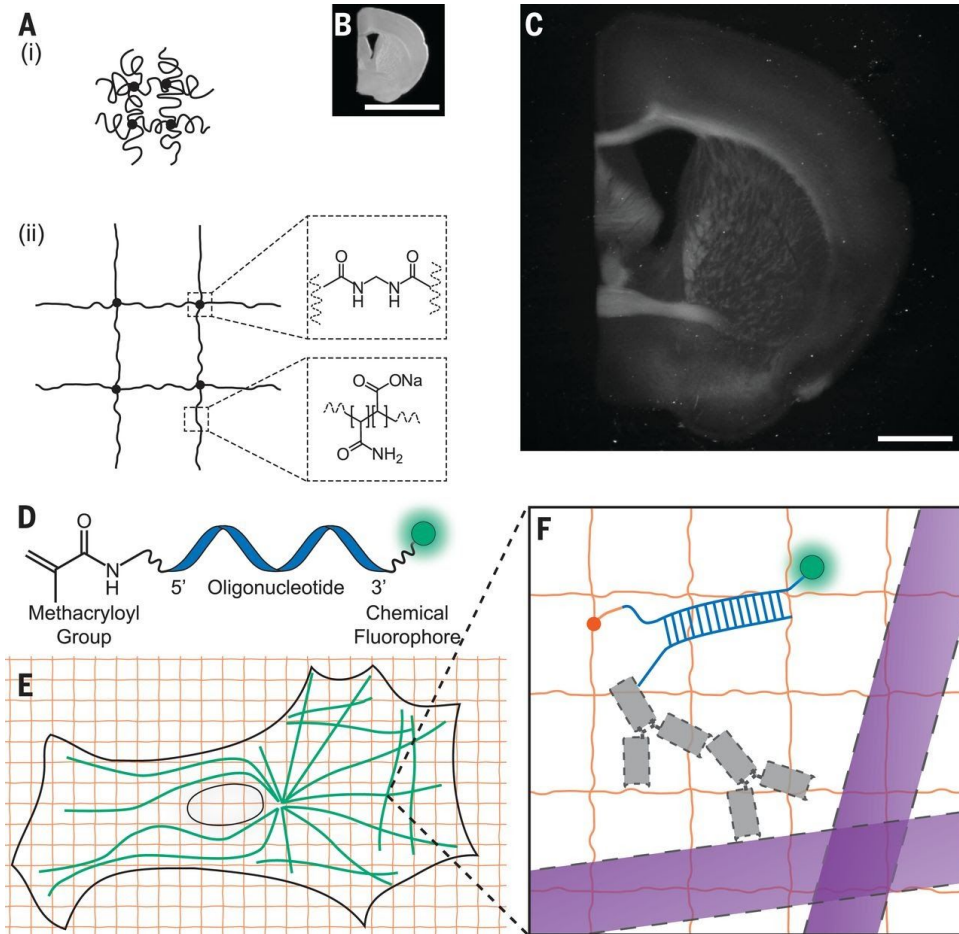 A
(i)
B
C
(ii)
O
O
N
H
N
H
ONa
O
O
NH2
D
O
N
H
5’
Oligonucleotide
3’
Methacryloyl
Group
Chemical
Fluorophore
E
F